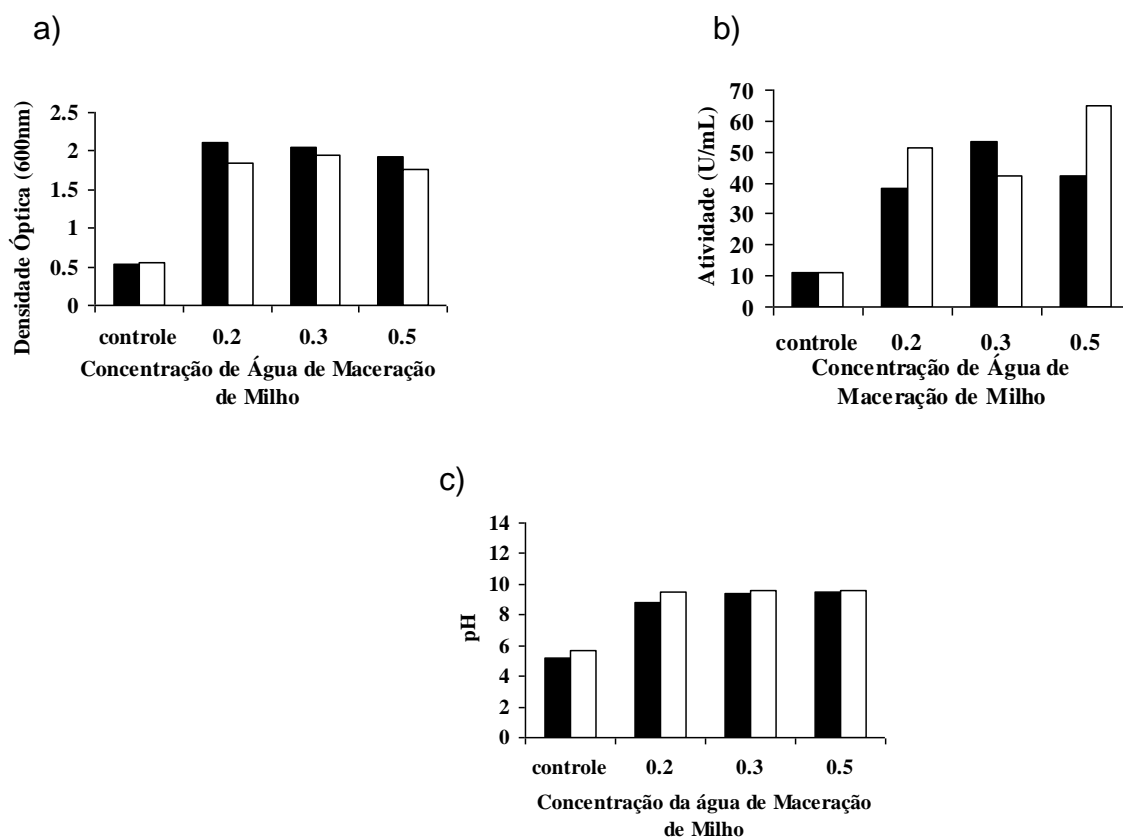 a)
Densidade Óptica (600nm)
2.5
2
1.5
1
0.5
0
controle 0.2 0.3 0.5
Concentração de Água de Maceração
de Milho
b)
Atividade (U/mL)
70
60
50
40
30
20
10
0
controle 0.2 0.3 0.5
Concentração de Água de
Maceração de Milho
c)
pH
14
12
10
8
6
4
2
0
controle 0.2 0.3 0.5
Concentração da água de Maceração
de Milho